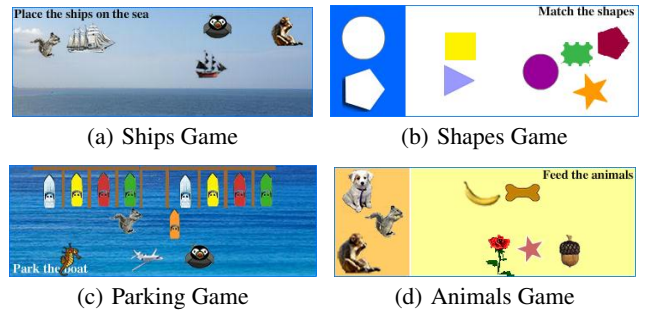 Place the ships on the sea
Match the shapes
(a) Ships Game
(b) Shapes Game
Feed the animals
Park the boat
(c) Parking Game
(d) Animals Game